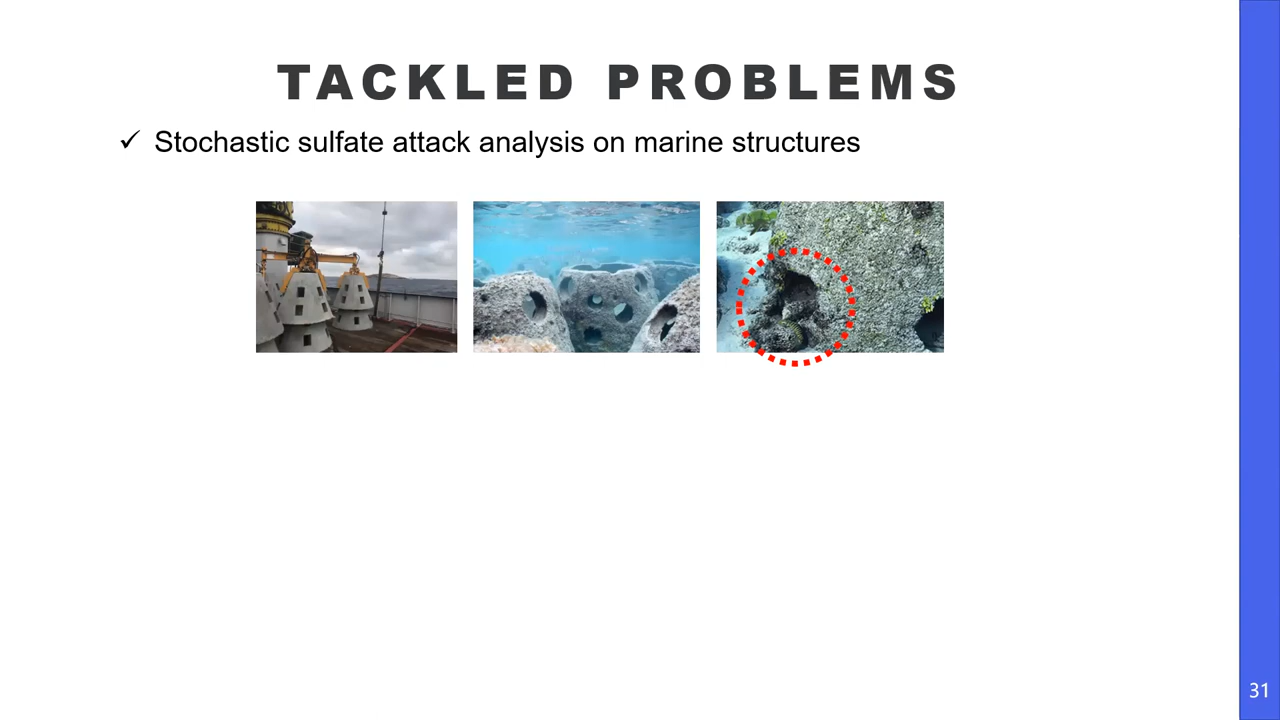 TACKLED PROBLEMS
✓ Stochastic sulfate attack analysis on marine structures
31